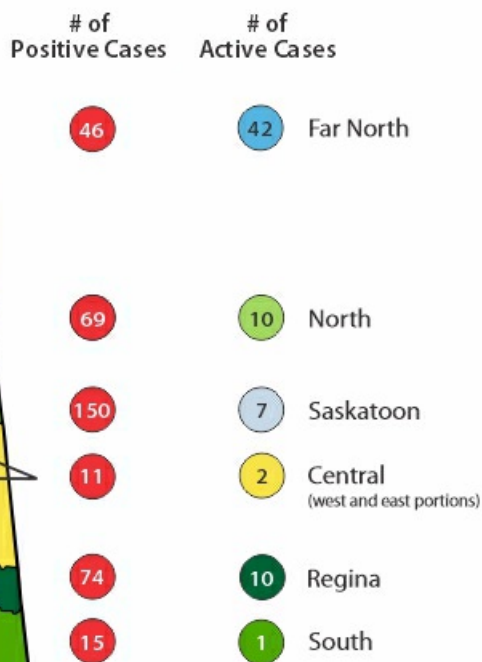 # of # of
Positive Cases Active Cases
46 42 Far North
69 10 North
150 7 Saskatoon
11 2 Central
(west and east portions)
74 10 Regina
15 1 South